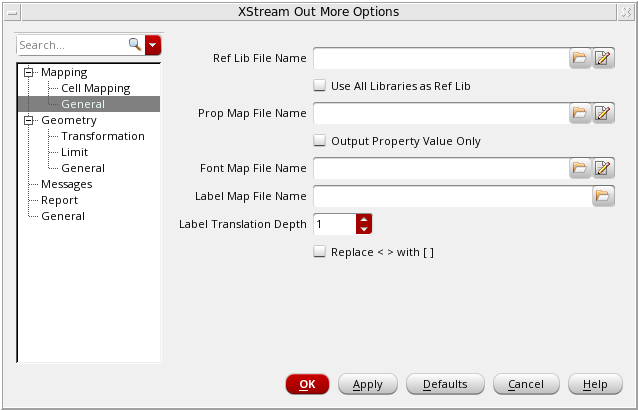 XStream Out More Options
Search...
Mapping
Cell Mapping
General
Geometry
Transformation
Limit
General
Messages
Report
General
Ref Lib File Name
Use All Libraries as Ref Lib
Prop Map File Name
Output Property Value Only
Font Map File Name
Label Map File Name
Label Translation Depth 1
Replace < > with [ ]
OK Apply Defaults Cancel Help